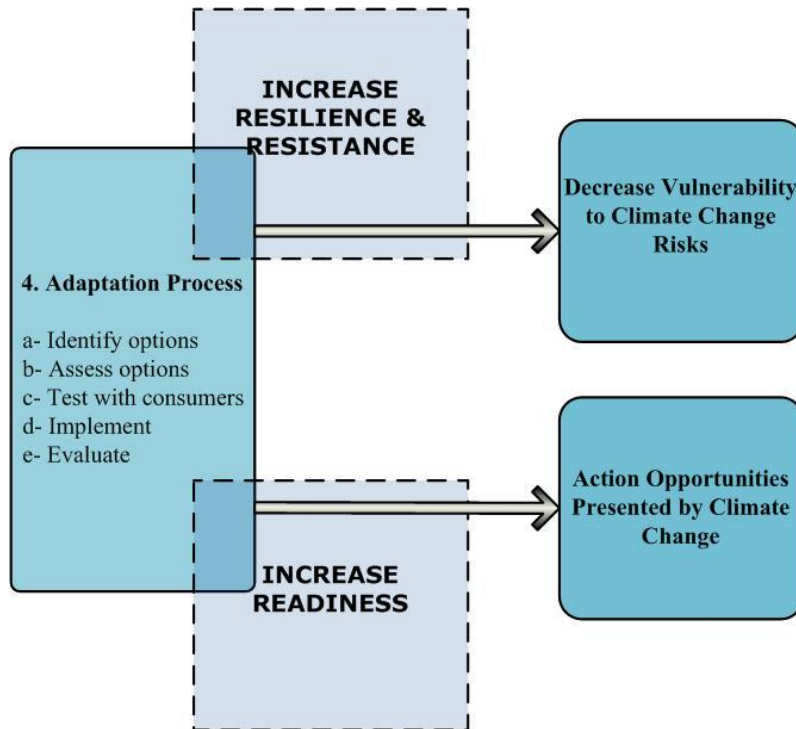 INCREASE
RESILIENCE &
RESISTANCE
Decrease Vulnerability
to Climate Change
Risks
4. Adaptation Process
a- Identify options
b- Assess options
c- Test with consumers
d- Implement
e- Evaluate
Action Opportunities
Presented by Climate
Change
INCREASE
READINESS